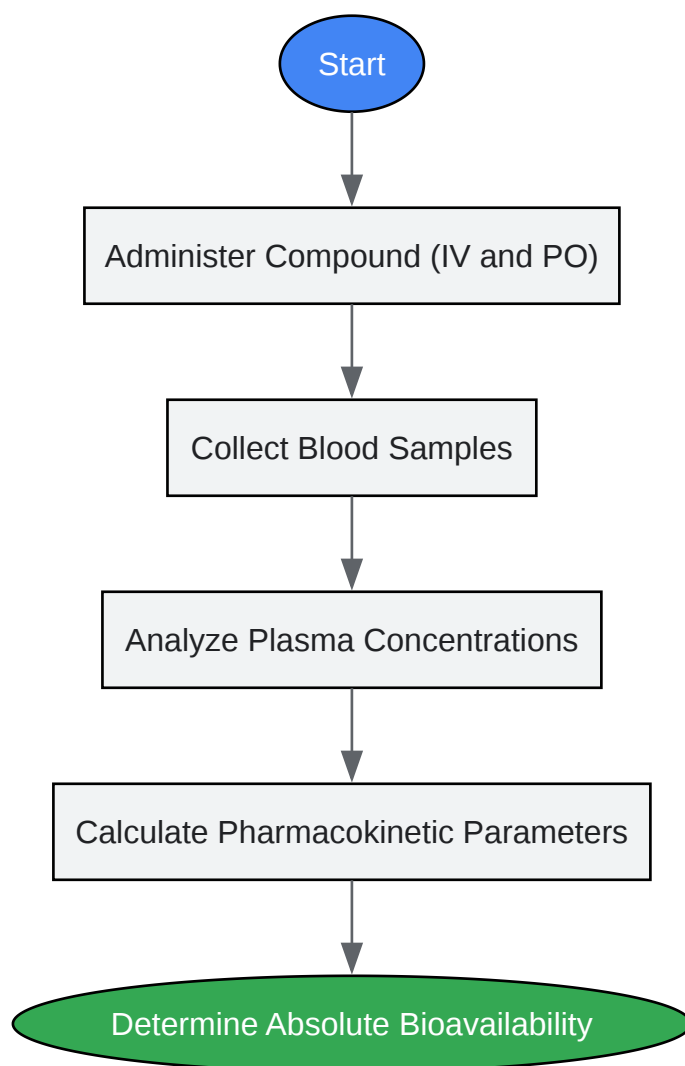 Start
Administer Compound (IV and PO)
Collect Blood Samples
Analyze Plasma Concentrations
Calculate Pharmacokinetic Parameters
Determine Absolute Bioavailability